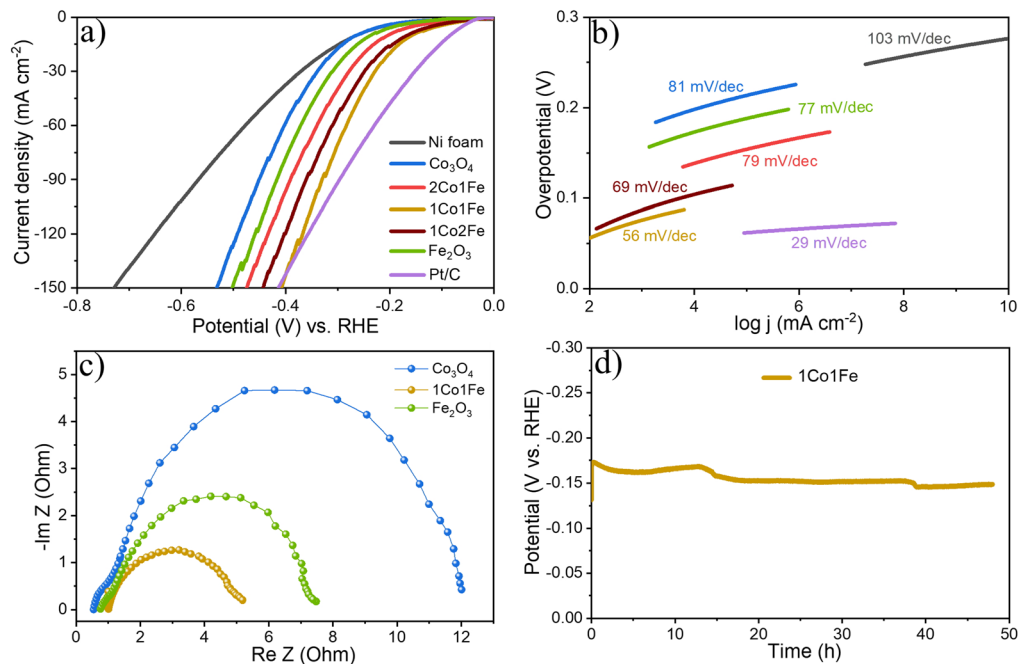 a)
0
-30
-60
-90
-120
-150
Current density (mA cm⁻²)
-0.8
-0.6
-0.4
-0.2
0.0
Potential (V) vs. RHE
Ni foam
Co₃O₄
2Co1Fe
1Co1Fe
1Co2Fe
Fe₂O₃
Pt/C
b)
0.3
0.2
0.1
0.0
Overpotential (V)
103 mV/dec
81 mV/dec
77 mV/dec
79 mV/dec
69 mV/dec
56 mV/dec
29 mV/dec
2
4
6
8
10
log j (mA cm⁻²)
c)
5
4
3
2
1
0
-Im Z (Ohm)
Co₃O₄
1Co1Fe
Fe₂O₃
0
2
4
6
8
10
12
Re Z (Ohm)
d)
-0.30
-0.25
-0.20
-0.15
-0.10
-0.05
0.00
Potential (V vs. RHE)
1Co1Fe
0
10
20
30
40
50
Time (h)